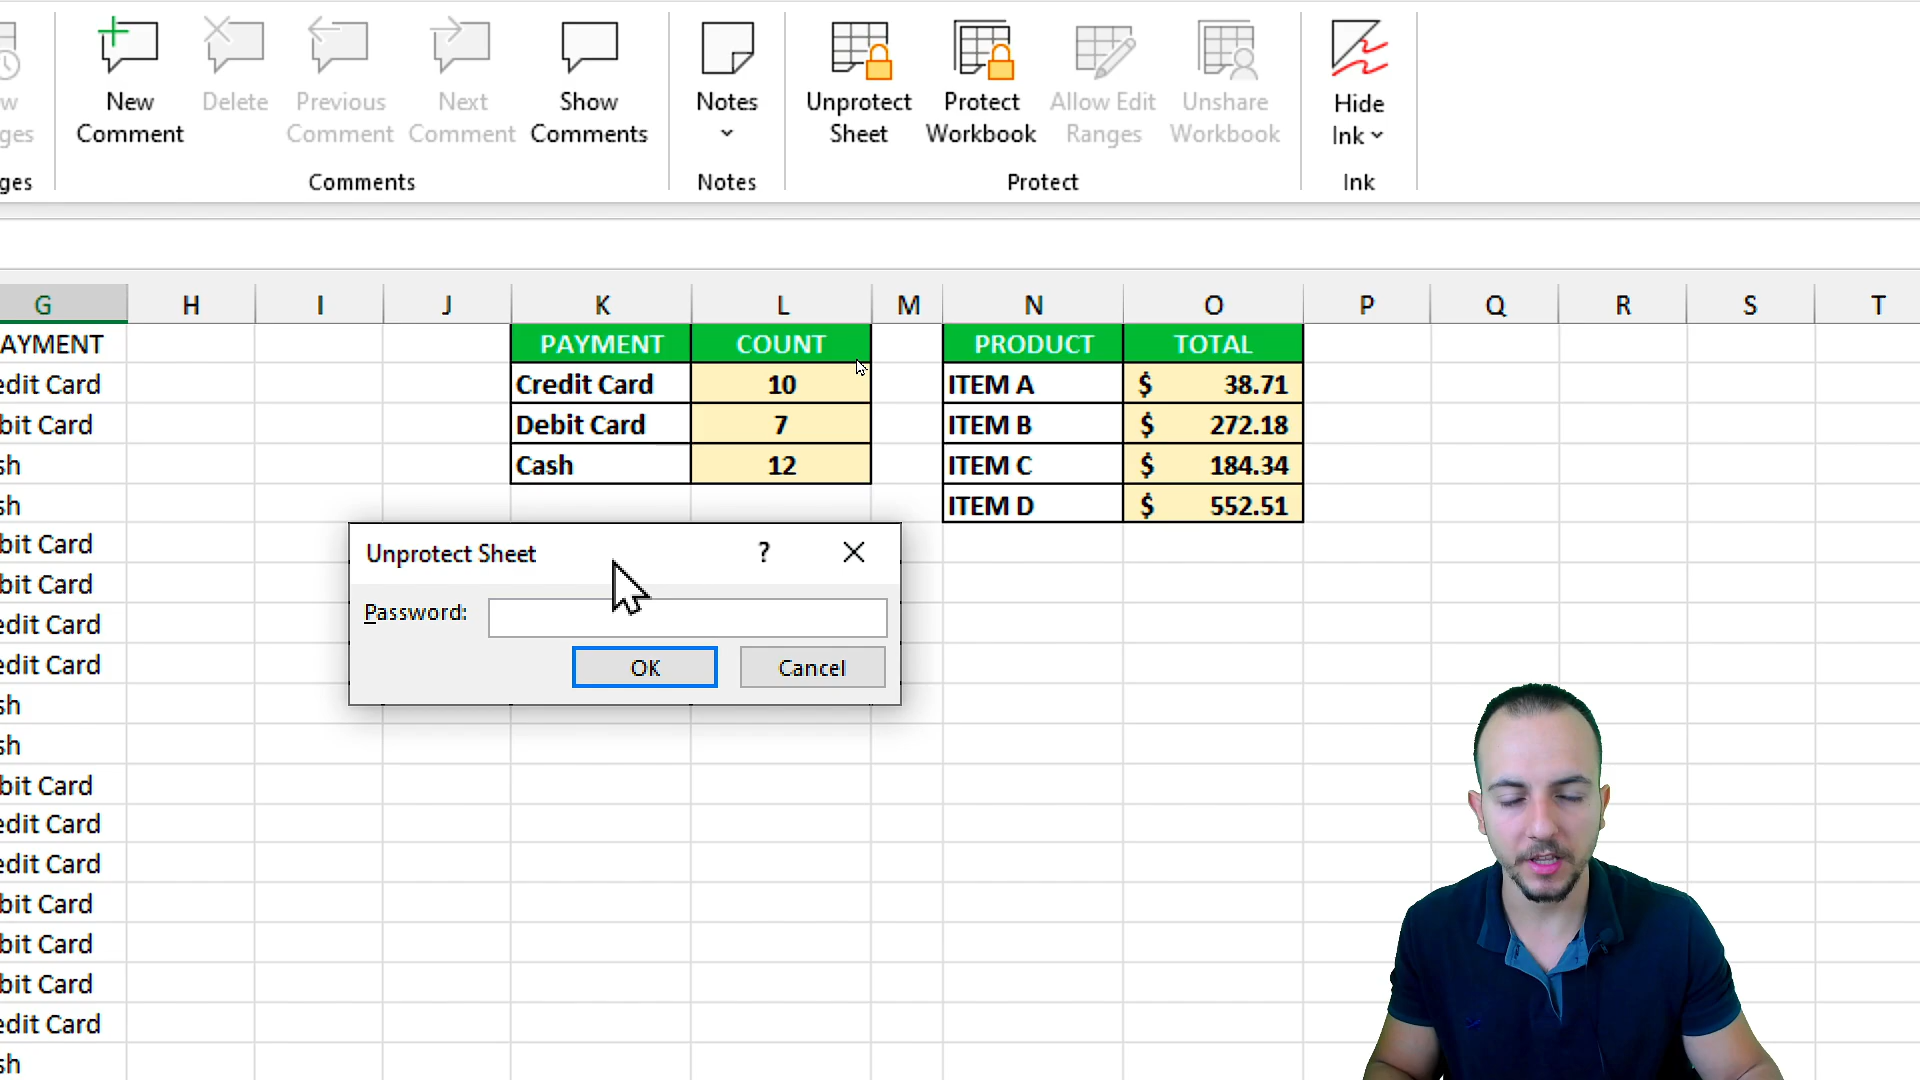 w
ges
New
Comment
Delete
Previous
Comment
Next
Comment
Show
Comments
Notes
Unprotect
Sheet
Protect
Workbook
Allow Edit
Ranges
Unshare
Workbook
Hide
Ink
ges
Comments
Notes
Protect
Ink
G H I J K L M N O P Q R S T
AYMENT PAYMENT COUNT PRODUCT TOTAL
edit Card Credit Card 10 ITEM A $ 38.71
bit Card Debit Card 7 ITEM B $ 272.18
sh Cash 12 ITEM C $ 184.34
sh ITEM D $ 552.51
bit Card
Unprotect Sheet ?
bit Card
Password:
edit Card
edit Card
OK Cancel
sh
sh
bit Card
edit Card
edit Card
bit Card
bit Card
bit Card
edit Card
sh